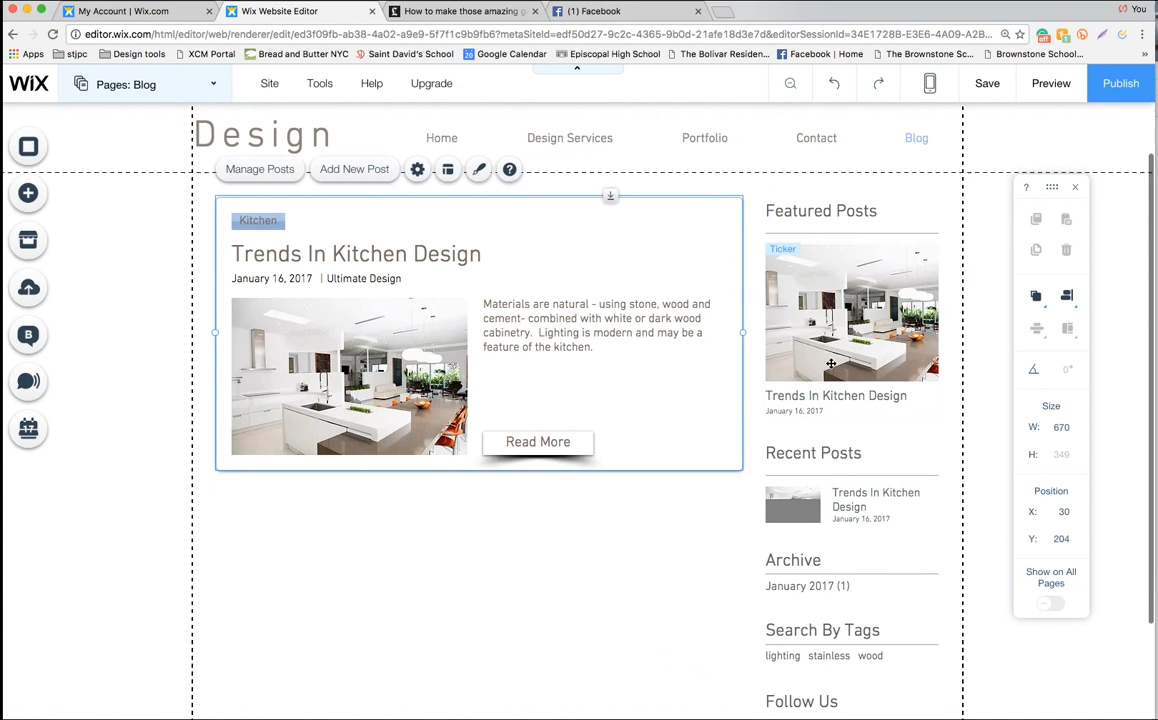 My Account | Wix.com
Wix Website Editor
How to make those amazing g
(1) Facebook
You
https://editor.wix.com/html/editor/web/renderer/edit/ed3f09fb-ab38-4a02-a9e9-5f7f1c9b9fb6?metaSiteId=edf50d27-9c2c-4365-9b0d-21afe18d3e7d&editorSessionId=34E1728B-E3E6-4A09-A2B...
Apps
stjpc
Design tools
XCM Portal
Bread and Butter NYC
Saint David's School
20 Google Calendar
Episcopal High School
The Bolivar Residen...
Facebook | Home
The Brownstone Sc...
Brownstone School...
»
WiX
Pages: Blog
Site
Tools
Help
Upgrade
Save
Preview
Publish
Design
Home
Design Services
Portfolio
Contact
Blog
Manage Posts
Add New Post
?
Kitchen
Trends In Kitchen Design
January 16, 2017 | Ultimate Design
Materials are natural - using stone, wood and
cement- combined with white or dark wood
cabinetry. Lighting is modern and may be a
feature of the kitchen.
Read More
Featured Posts
Ticker
Trends In Kitchen Design
January 16, 2017
Recent Posts
Trends In Kitchen
Design
January 16, 2017
Archive
January 2017 (1)
Search By Tags
lighting stainless wood
Follow Us
B
17
?
0°
Size
W: 670
H: 349
Position
X: 30
Y: 204
Show on All
Pages